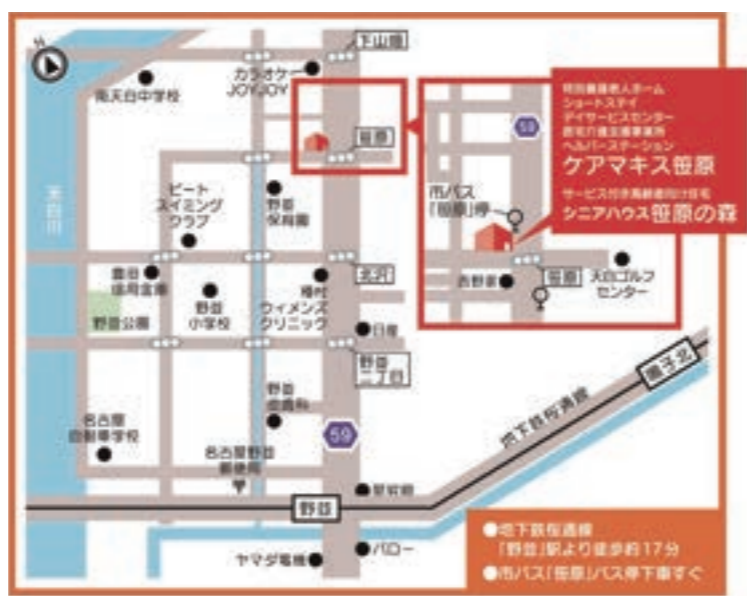 N
下山畑
カラオケ
JOYJOY
南天白中学校
笹原
特別養護老人ホーム
ショートステイ
デイサービスセンター
居宅介護支援事業所
ヘルパーステーション
ケアマキス笹原
サービス付き高齢者向け住宅
シニアハウス笹原の森
59
市バス
「笹原」停
吉野家
笹原
天白ゴルフ
センター
天白川
ビート
スイミング
クラブ
野並
保育園
豊田
信用金庫
野並公園
野並
小学校
種村
ウィメンズ
クリニック
北沢
日産
野並
二丁目
名古屋
自動車学校
野並
歯科
名古屋野並
郵便局
59
地下鉄桜通線
鳴子北
野並
ヤマダ電機
バロー
●地下鉄桜通線
「野並」駅より徒歩約17分
●市バス「笹原」バス停下車すぐ